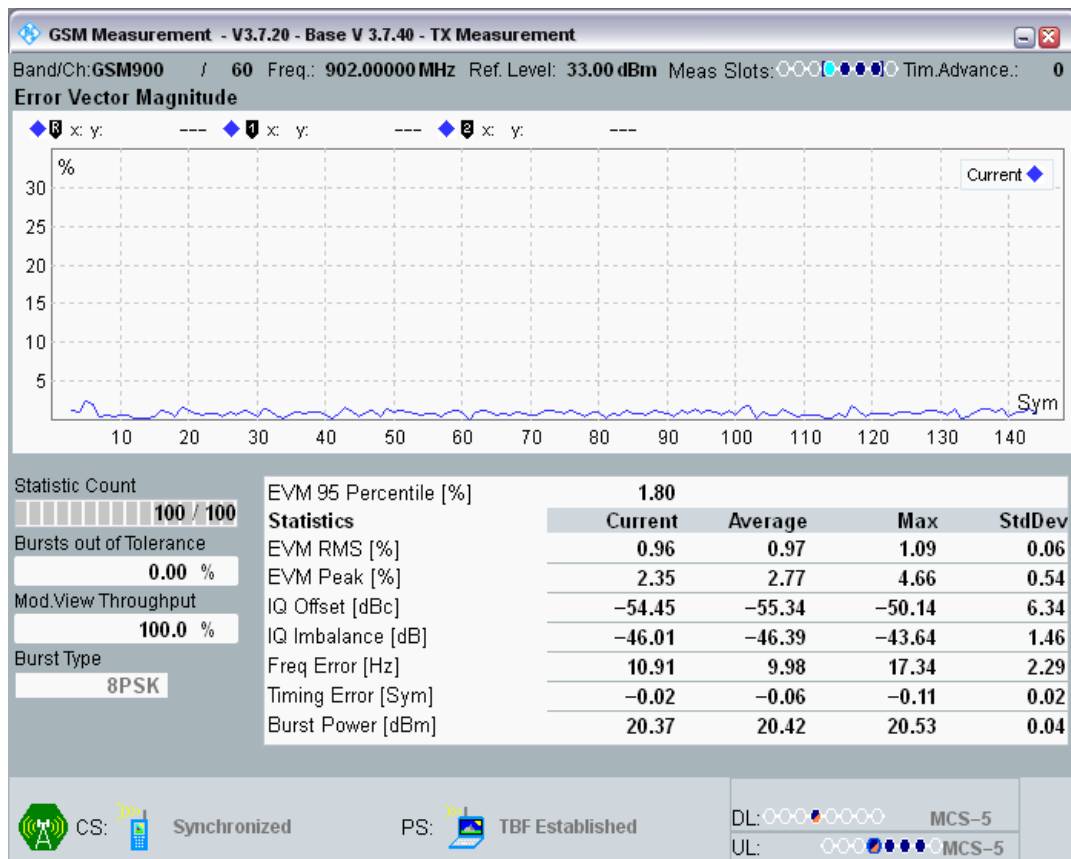 GSM Measurement - V3.7.20 - Base V 3.7.40 - TX Measurement
Band/Ch:GSM900 / 60 Freq.: 902.00000 MHz Ref. Level: 33.00 dBm Meas Slots: Tim.Advance.: 0
Error Vector Magnitude
R x: y: --- 1 x: y: --- 2 x: y: ---
%
Current
30
25
20
15
10
5
Sym
10 20 30 40 50 60 70 80 90 100 110 120 130 140
Statistic Count
100 / 100
Bursts out of Tolerance
0.00 %
Mod.View Throughput
100.0 %
Burst Type
8PSK
EVM 95 Percentile [%] 1.80
Statistics Current Average Max StdDev
EVM RMS [%] 0.96 0.97 1.09 0.06
EVM Peak [%] 2.35 2.77 4.66 0.54
IQ Offset [dBc] −54.45 −55.34 −50.14 6.34
IQ Imbalance [dB] −46.01 −46.39 −43.64 1.46
Freq Error [Hz] 10.91 9.98 17.34 2.29
Timing Error [Sym] −0.02 −0.06 −0.11 0.02
Burst Power [dBm] 20.37 20.42 20.53 0.04
CS: Synchronized PS: TBF Established
DL: MCS−5
UL: MCS−5